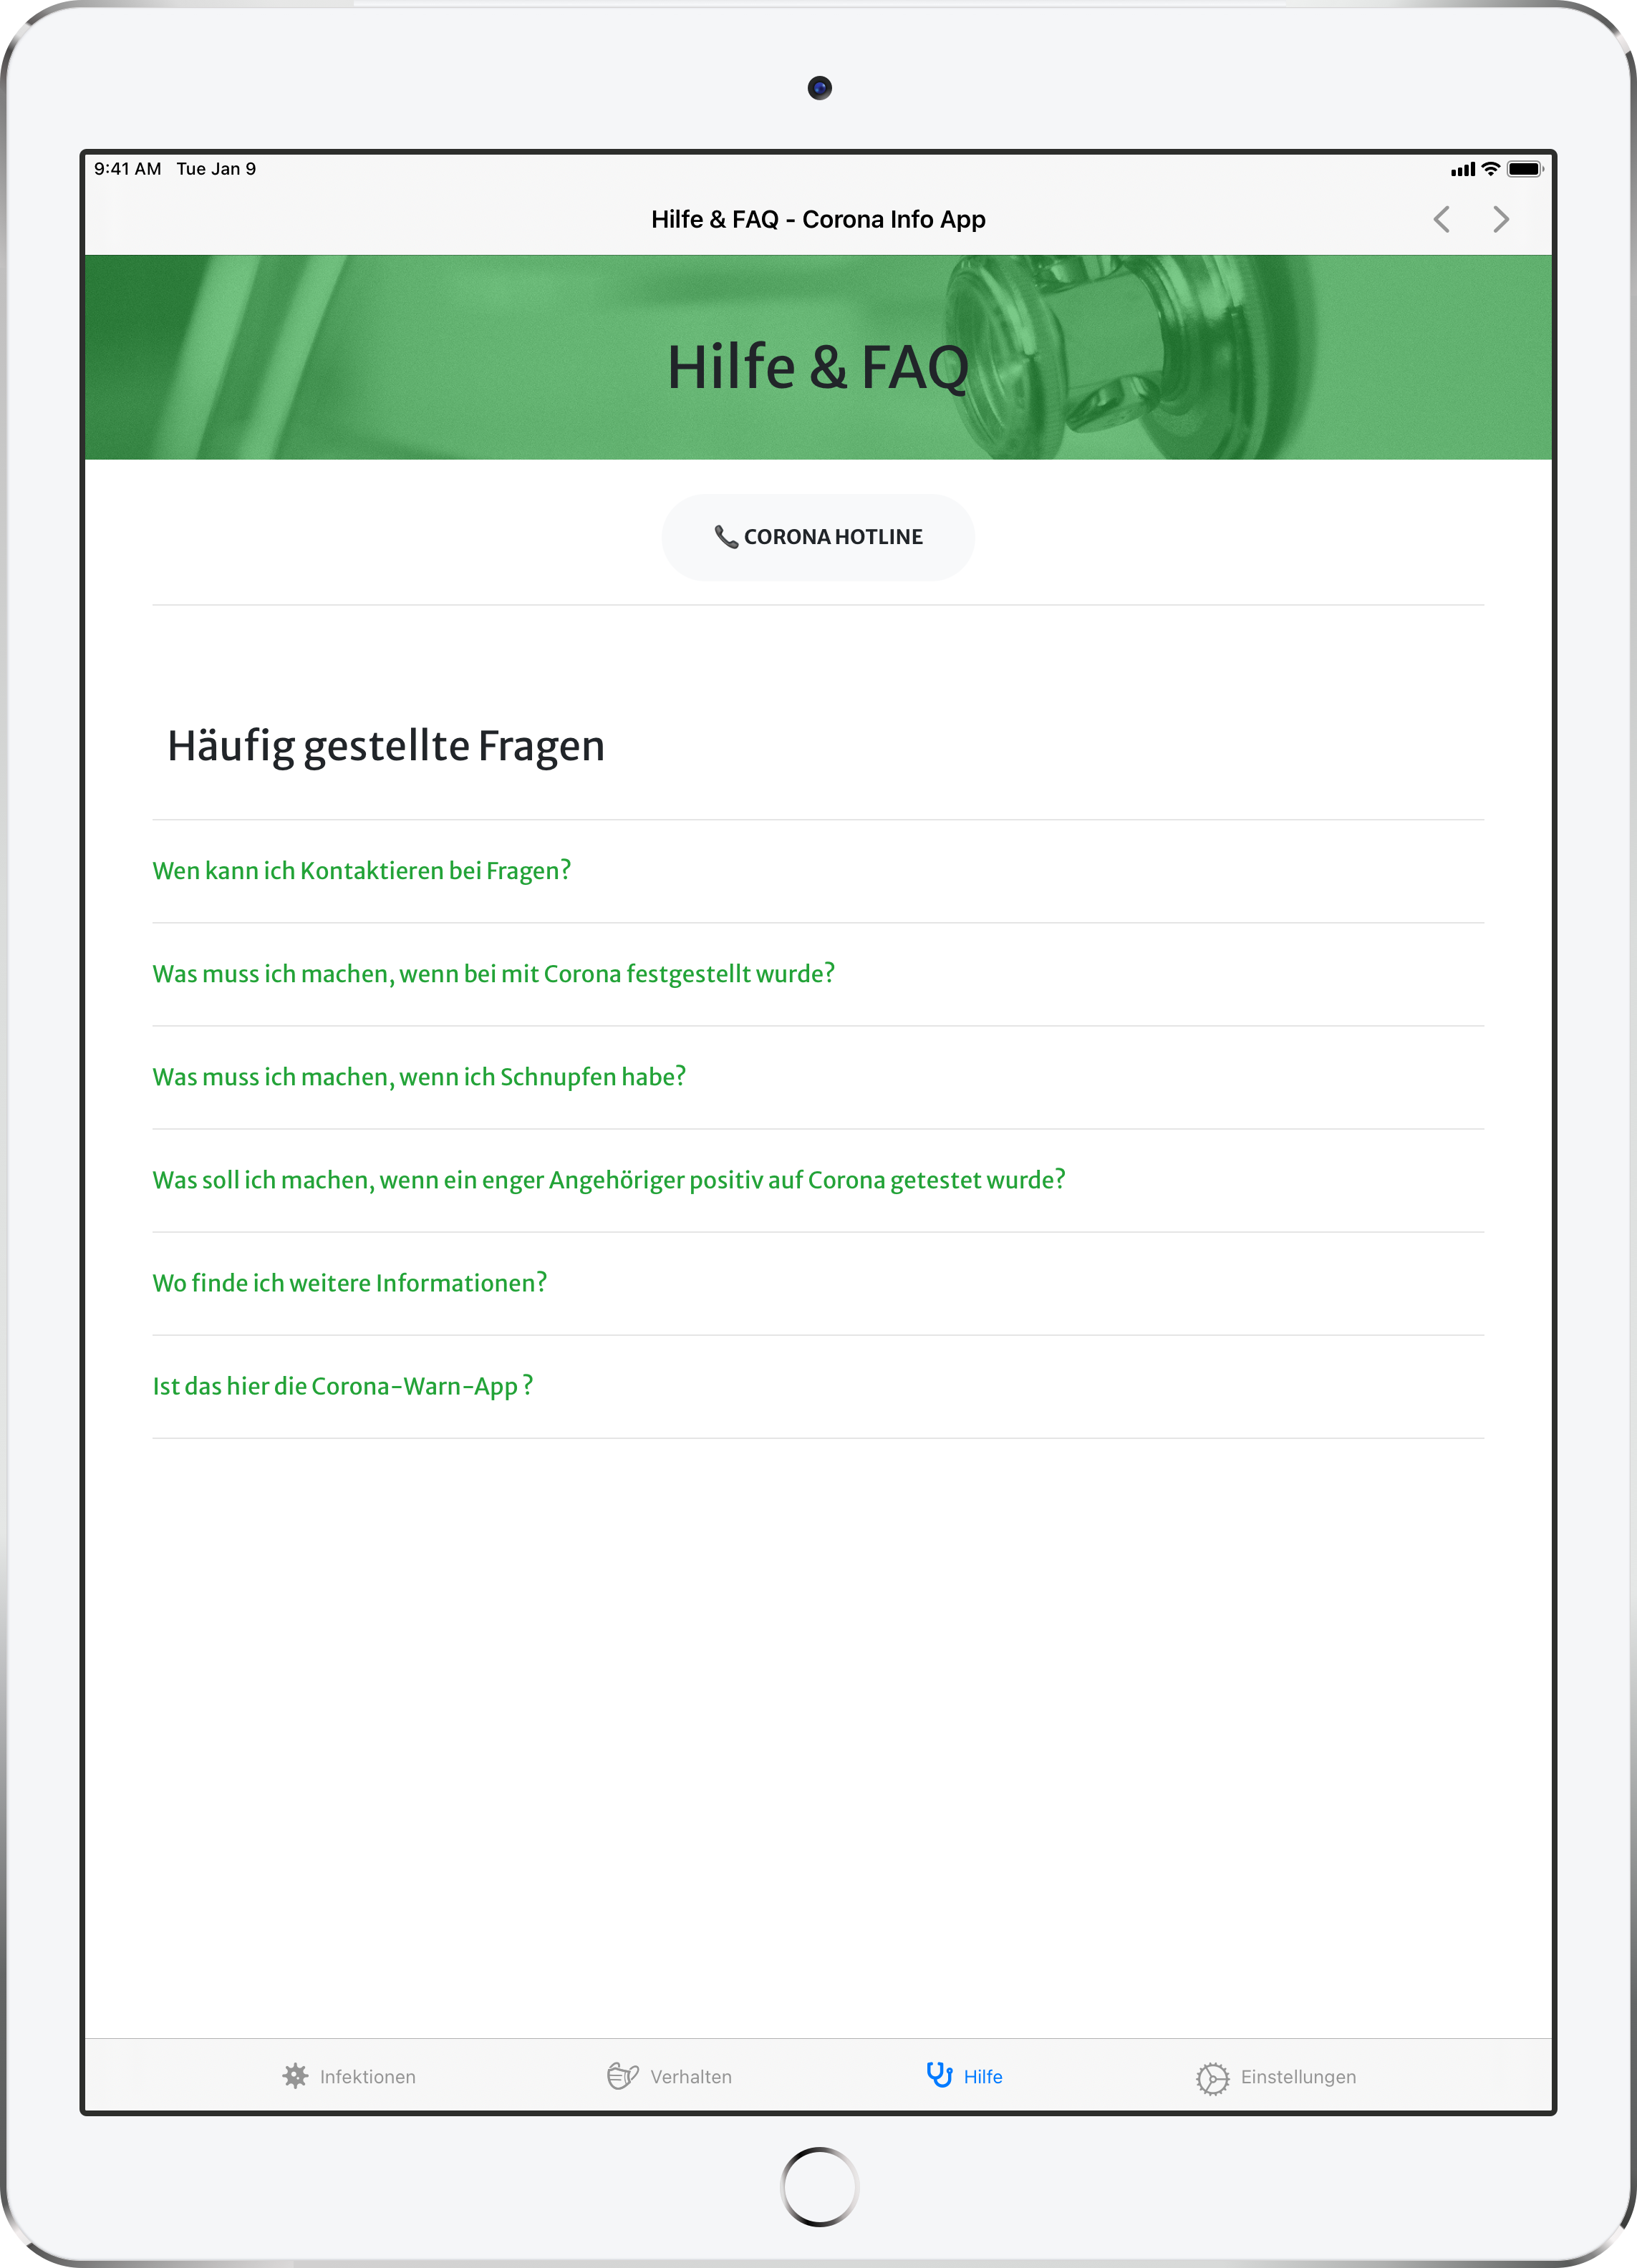 9:41 AM Tue Jan 9
Hilfe & FAQ - Corona Info App
Hilfe & FAQ
📞 CORONA HOTLINE
Häufig gestellte Fragen
Wen kann ich Kontaktieren bei Fragen?
Was muss ich machen, wenn bei mit Corona festgestellt wurde?
Was muss ich machen, wenn ich Schnupfen habe?
Was soll ich machen, wenn ein enger Angehöriger positiv auf Corona getestet wurde?
Wo finde ich weitere Informationen?
Ist das hier die Corona-Warn-App ?
Infektionen Verhalten Hilfe Einstellungen